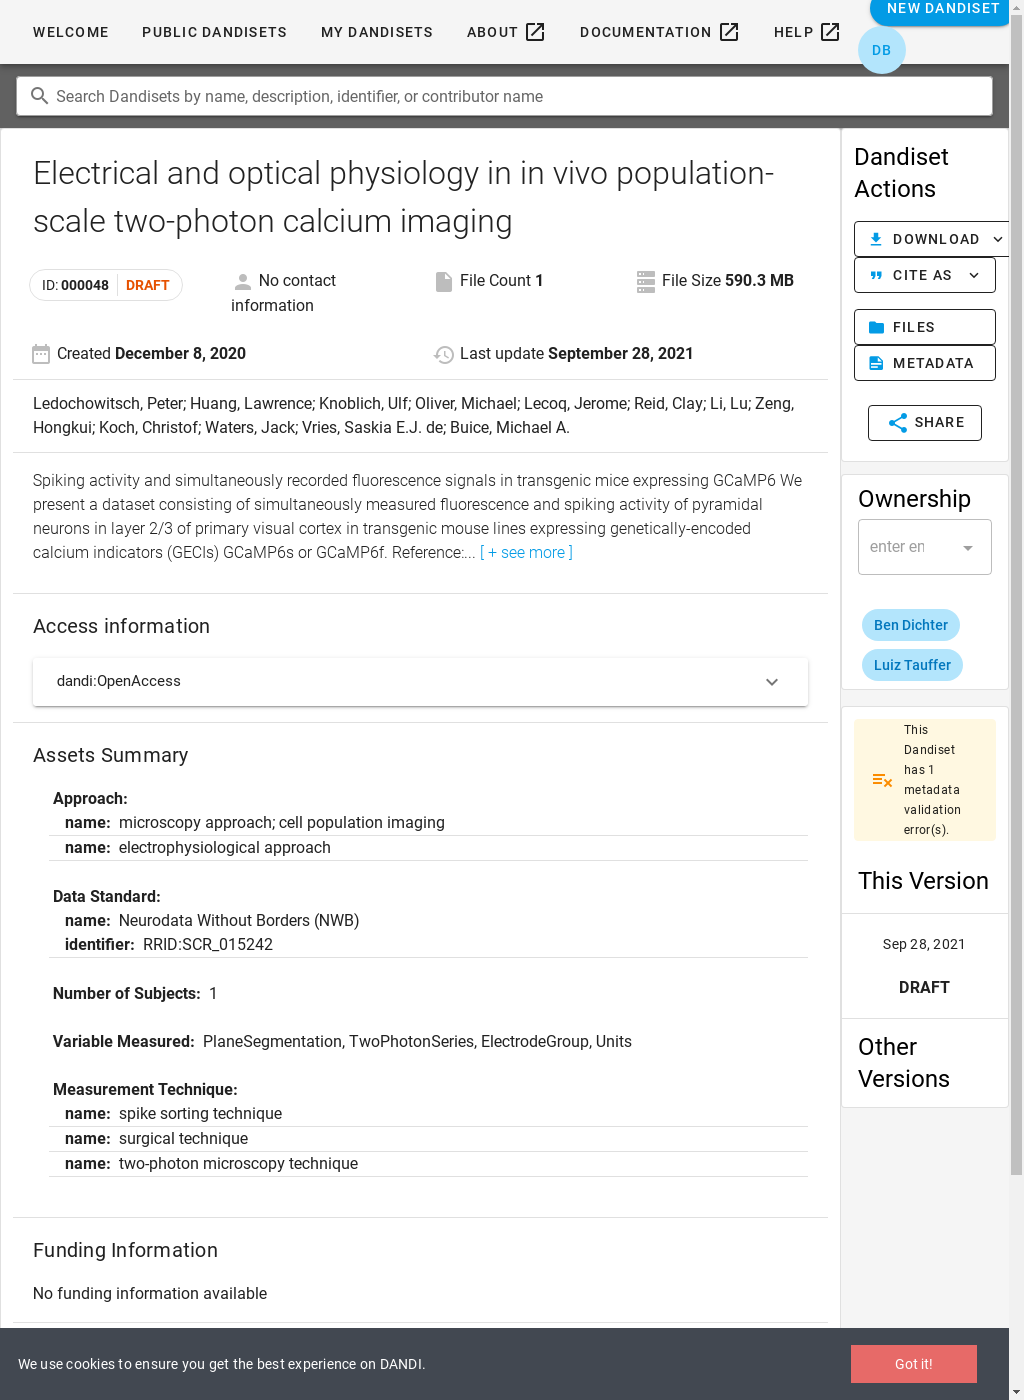 WELCOME PUBLIC DANDISETS MY DANDISETS ABOUT DOCUMENTATION HELP NEW DANDISET
DB
Search Dandisets by name, description, identifier, or contributor name
Electrical and optical physiology in in vivo population-
scale two-photon calcium imaging
ID: 000048 DRAFT
No contact
information
File Count 1
File Size 590.3 MB
Created December 8, 2020
Last update September 28, 2021
Ledochowitsch, Peter; Huang, Lawrence; Knoblich, Ulf; Oliver, Michael; Lecoq, Jerome; Reid, Clay; Li, Lu; Zeng,
Hongkui; Koch, Christof; Waters, Jack; Vries, Saskia E.J. de; Buice, Michael A.
Spiking activity and simultaneously recorded fluorescence signals in transgenic mice expressing GCaMP6 We
present a dataset consisting of simultaneously measured fluorescence and spiking activity of pyramidal
neurons in layer 2/3 of primary visual cortex in transgenic mouse lines expressing genetically-encoded
calcium indicators (GECIs) GCaMP6s or GCaMP6f. Reference:... [ + see more ]
Access information
dandi:OpenAccess
Assets Summary
Approach:
name: microscopy approach; cell population imaging
name: electrophysiological approach
Data Standard:
name: Neurodata Without Borders (NWB)
identifier: RRID:SCR_015242
Number of Subjects: 1
Variable Measured: PlaneSegmentation, TwoPhotonSeries, ElectrodeGroup, Units
Measurement Technique:
name: spike sorting technique
name: surgical technique
name: two-photon microscopy technique
Funding Information
No funding information available
Dandiset
Actions
DOWNLOAD
CITE AS
FILES
METADATA
SHARE
Ownership
enter en
Ben Dichter
Luiz Tauffer
This
Dandiset
has 1
metadata
validation
error(s).
This Version
Sep 28, 2021
DRAFT
Other
Versions
We use cookies to ensure you get the best experience on DANDI.
Got it!